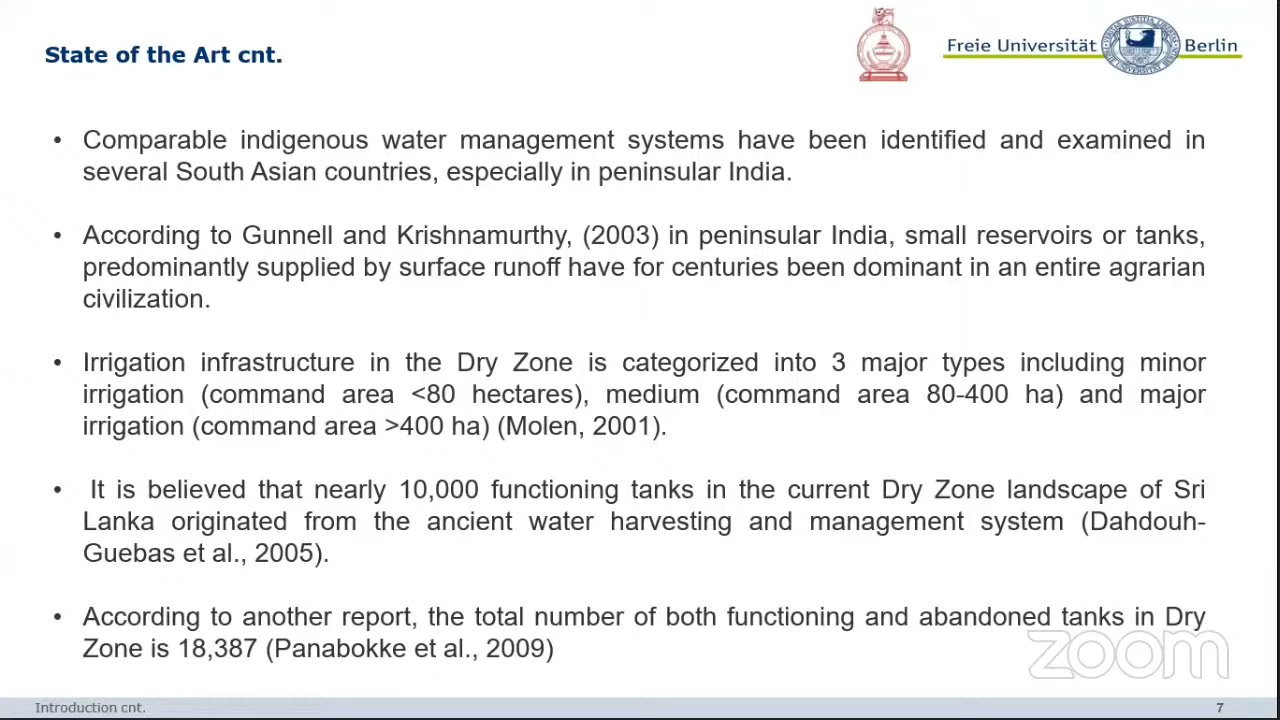 State of the Art cnt.
Freie Universität Berlin
• Comparable indigenous water management systems have been identified and examined in
several South Asian countries, especially in peninsular India.
• According to Gunnell and Krishnamurthy, (2003) in peninsular India, small reservoirs or tanks,
predominantly supplied by surface runoff have for centuries been dominant in an entire agrarian
civilization.
• Irrigation infrastructure in the Dry Zone is categorized into 3 major types including minor
irrigation (command area <80 hectares), medium (command area 80-400 ha) and major
irrigation (command area >400 ha) (Molen, 2001).
• It is believed that nearly 10,000 functioning tanks in the current Dry Zone landscape of Sri
Lanka originated from the ancient water harvesting and management system (Dahdouh-
Guebas et al., 2005).
• According to another report, the total number of both functioning and abandoned tanks in Dry
Zone is 18,387 (Panabokke et al., 2009)
zoom
Introduction cnt.
7